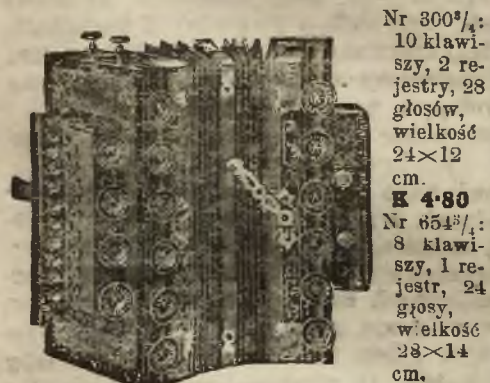 Nr 300³/₄:
10 klawi-
szy, 2 re-
jestry, 28
głosów,
wielkość
24×12
cm.
K 4·80
Nr 654³/₄:
8 klawi-
szy, 1 re-
jestr, 24
głosy,
wielkość
28×14
cm.